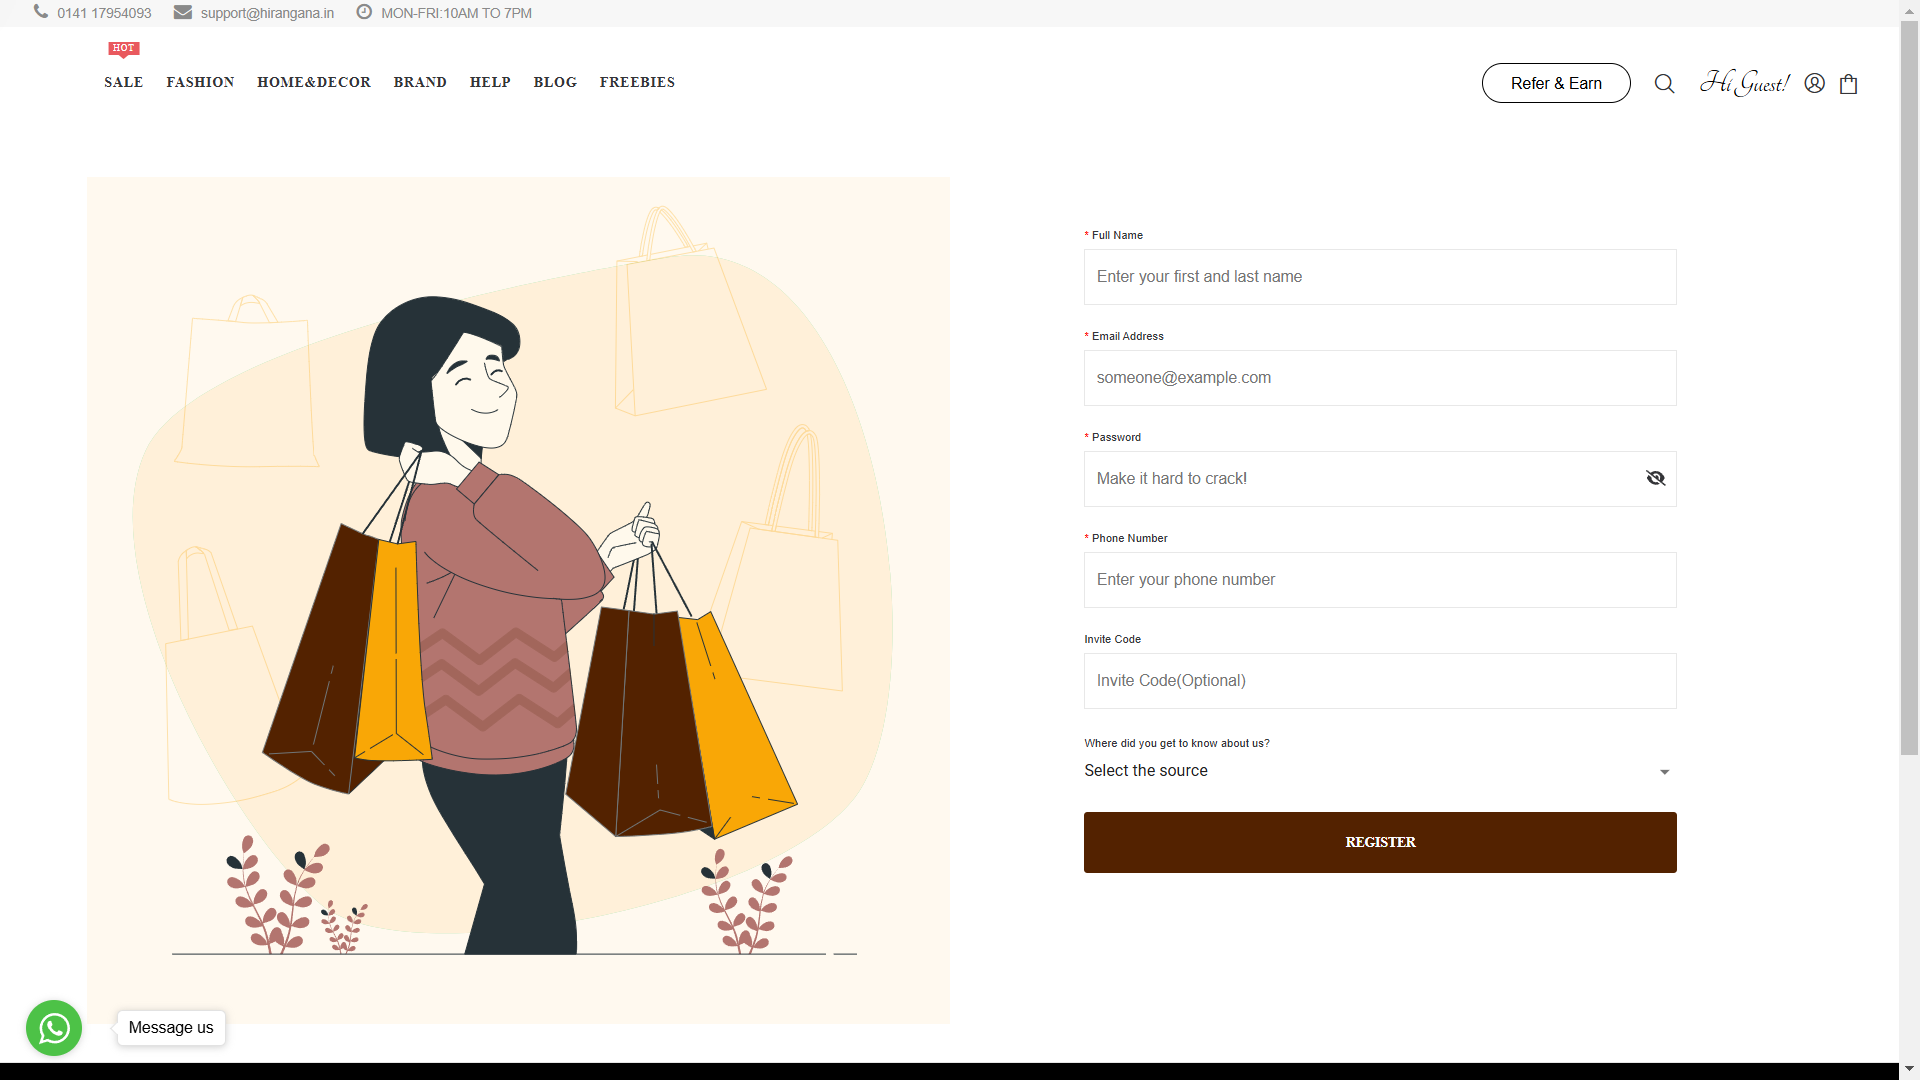 0141 17954093 support@hirangana.in MON-FRI:10AM TO 7PM
HOT
SALE FASHION HOME&DECOR BRAND HELP BLOG FREEBIES
Refer & Earn Hi Guest!
* Full Name
Enter your first and last name
* Email Address
someone@example.com
* Password
Make it hard to crack!
* Phone Number
Enter your phone number
Invite Code
Invite Code(Optional)
Where did you get to know about us?
Select the source
REGISTER
Message us